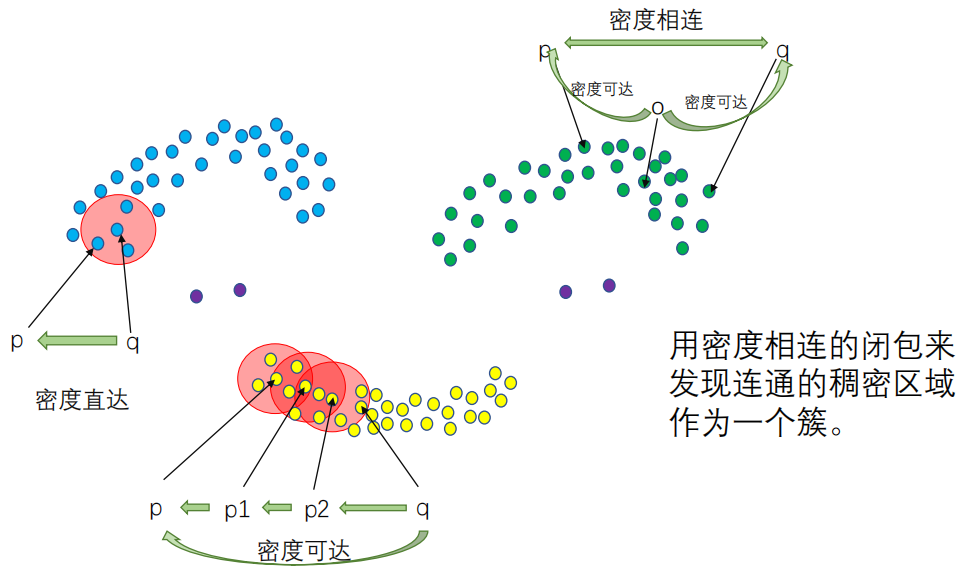 密度相连
p
q
密度可达
o
密度可达
p
q
密度直达
用密度相连的闭包来
发现连通的稠密区域
作为一个簇。
p
p1
p2
q
密度可达